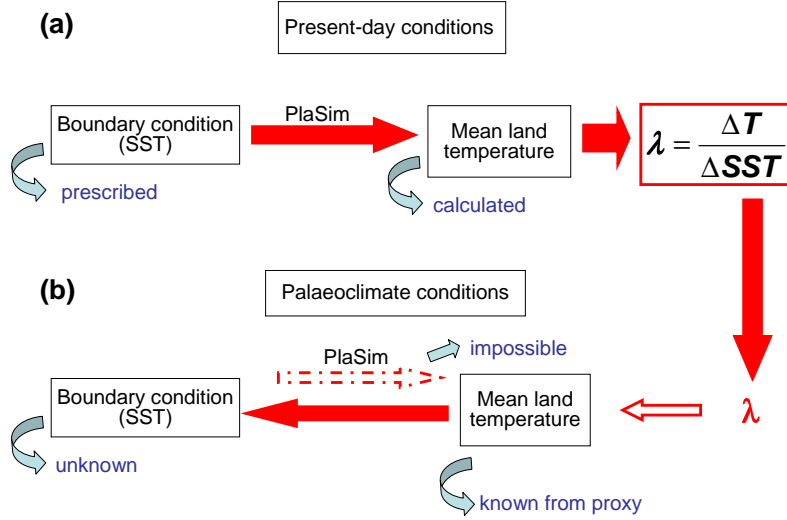 (a)
Present-day conditions
Boundary condition
(SST)
PlaSim
Mean land
temperature
λ = ΔT / ΔSST
prescribed
calculated
(b)
Palaeoclimate conditions
PlaSim
impossible
Boundary condition
(SST)
Mean land
temperature
λ
unknown
known from proxy